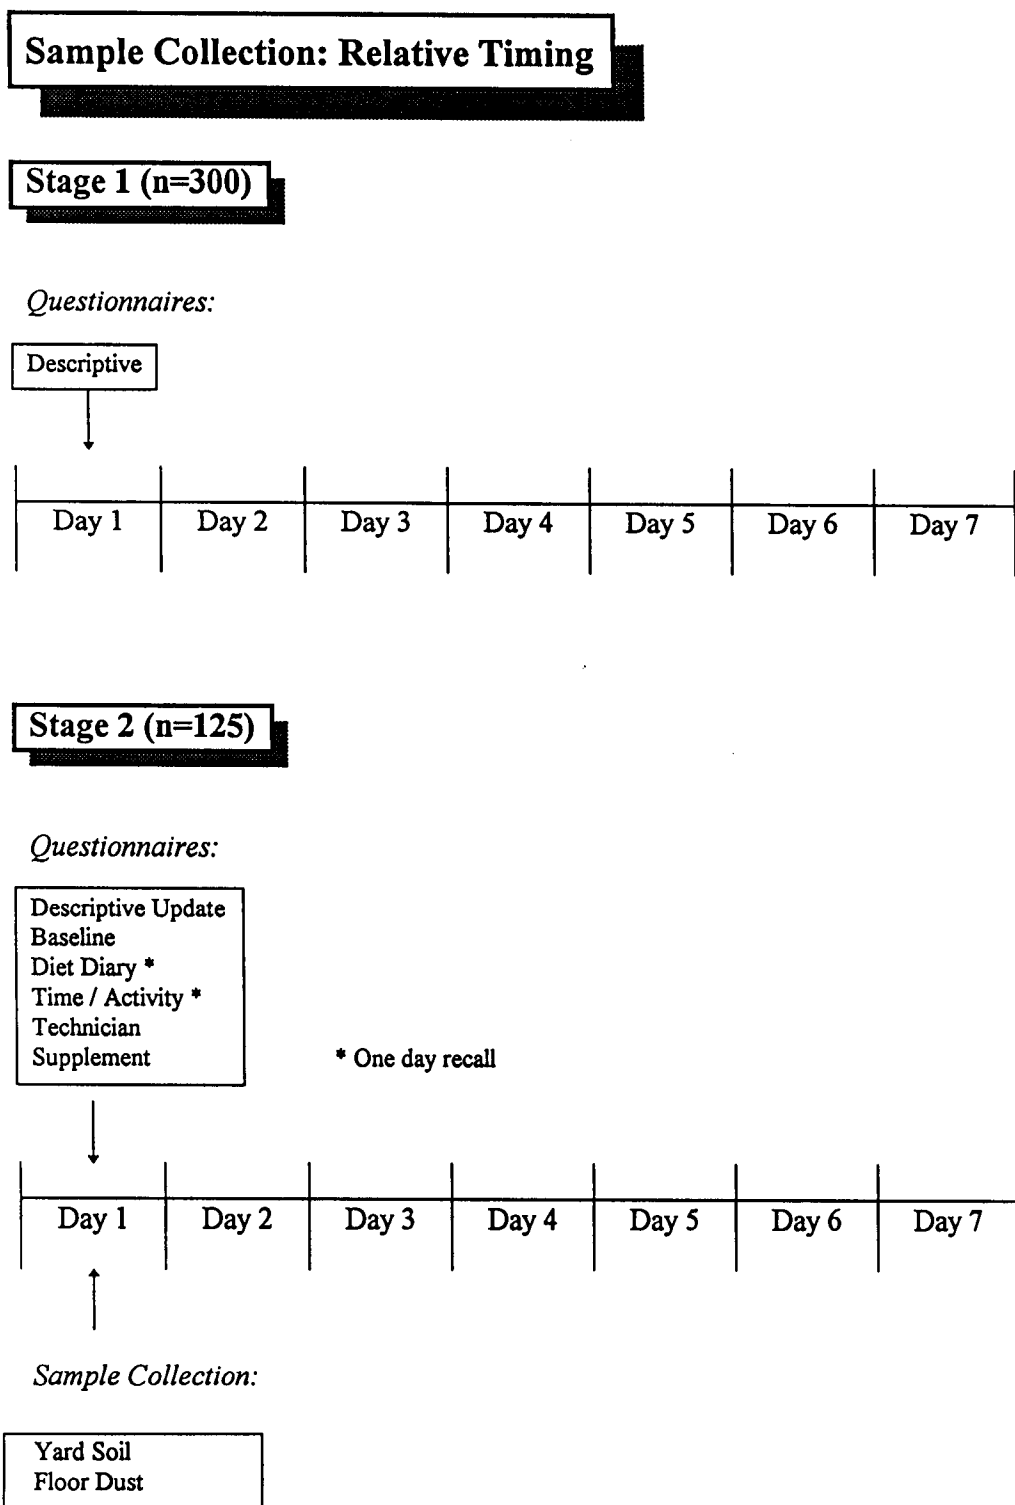 Sample Collection: Relative Timing
Stage 1 (n=300)
Questionnaires:
Descriptive
Day 1 Day 2 Day 3 Day 4 Day 5 Day 6 Day 7
Stage 2 (n=125)
Questionnaires:
Descriptive Update
Baseline
Diet Diary *
Time / Activity *
Technician
Supplement * One day recall
Day 1 Day 2 Day 3 Day 4 Day 5 Day 6 Day 7
Sample Collection:
Yard Soil
Floor Dust